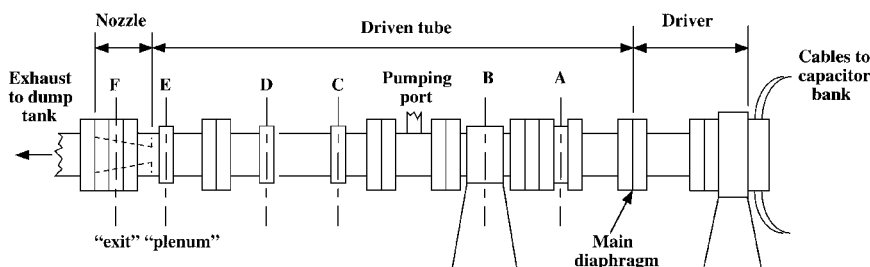 Nozzle
Driven tube
Driver
Exhaust
to dump
tank
F
E
D
C
Pumping
port
B
A
Cables to
capacitor
bank
“exit”
“plenum”
Main
diaphragm